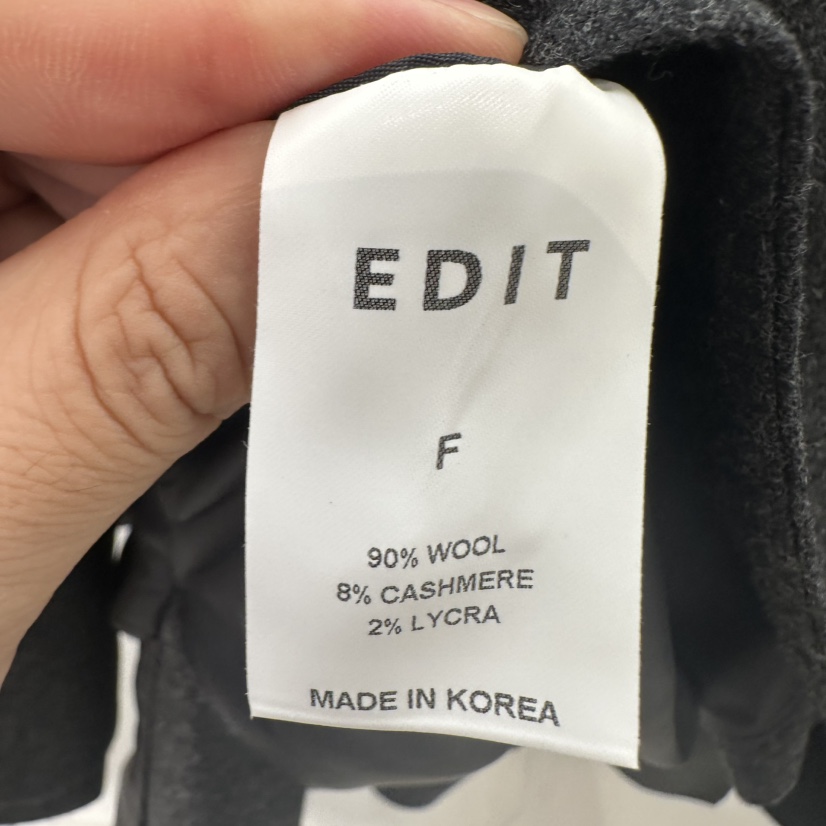 EDIT
F
90% WOOL
8% CASHMERE
2% LYCRA
MADE IN KOREA